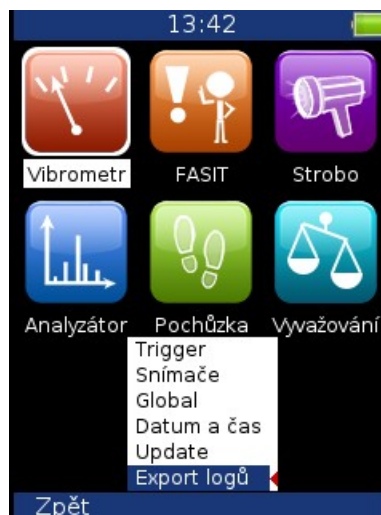 13:42
Vibrometr FASIT Strobo
Analyzátor Pochůzka Vyvažování
Trigger
Snímače
Global
Datum a čas
Update
Export logů
Zpět